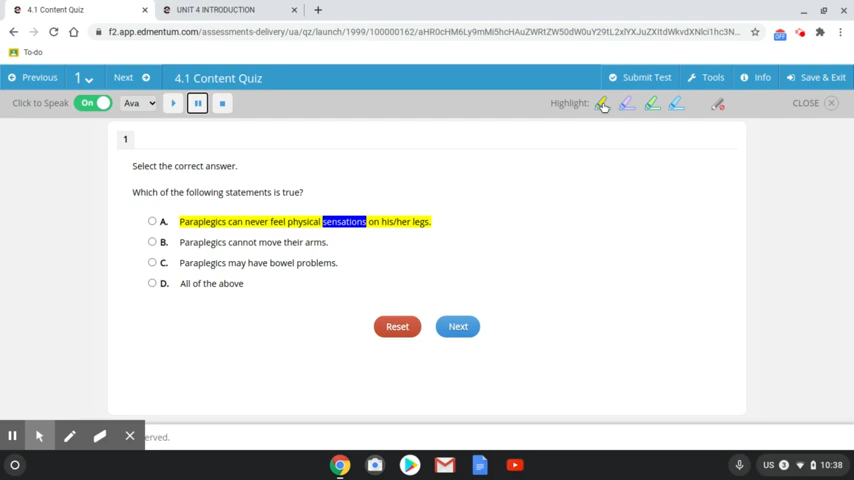 4.1 Content Quiz
UNIT 4 INTRODUCTION
f2.app.edmentum.com/assessments-delivery/ua/qz/launch/1999/100000162/
OFF
To-do
Previous 1 Next 4.1 Content Quiz Submit Test Tools Info Save & Exit
Click to Speak On Ava Highlight: CLOSE
1
Select the correct answer.
Which of the following statements is true?
A. Paraplegics can never feel physical sensations on his/her legs.
B. Paraplegics cannot move their arms.
C. Paraplegics may have bowel problems.
D. All of the above
Reset Next
erved.
US 3 10:38